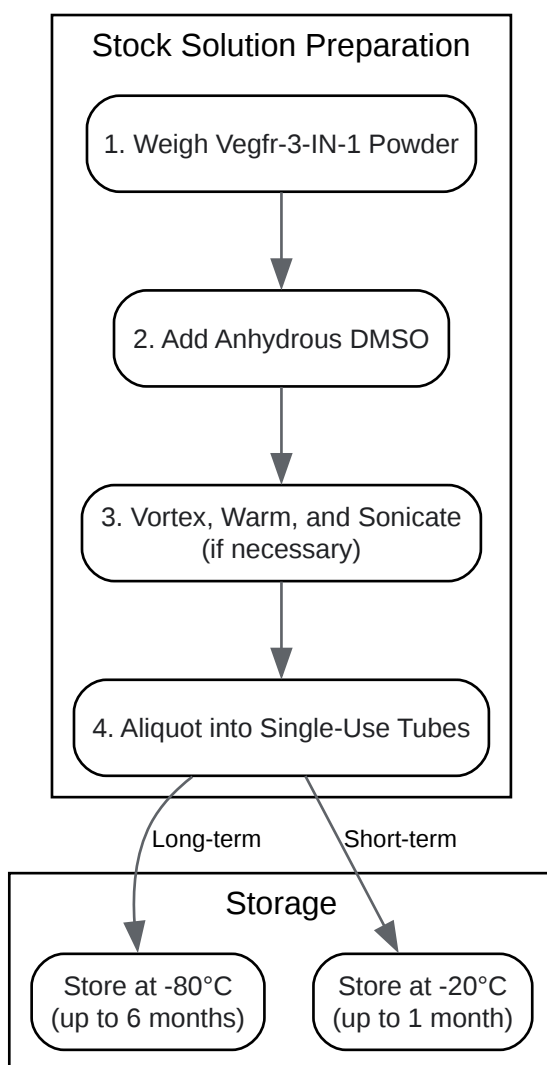 Stock Solution Preparation
1. Weigh Vegfr-3-IN-1 Powder
2. Add Anhydrous DMSO
3. Vortex, Warm, and Sonicate
(if necessary)
4. Aliquot into Single-Use Tubes
Long-term
Short-term
Storage
Store at -80°C
(up to 6 months)
Store at -20°C
(up to 1 month)